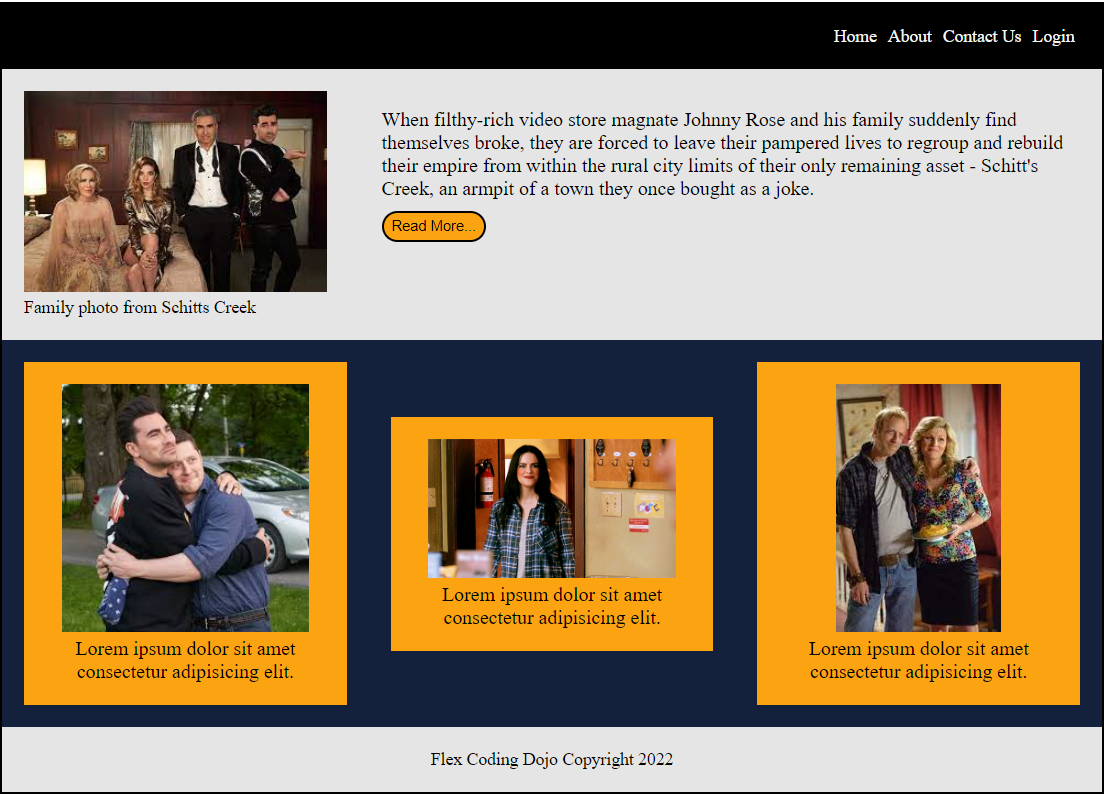 Home About Contact Us Login
When filthy-rich video store magnate Johnny Rose and his family suddenly find
themselves broke, they are forced to leave their pampered lives to regroup and rebuild
their empire from within the rural city limits of their only remaining asset - Schitt's
Creek, an armpit of a town they once bought as a joke.
Read More...
Family photo from Schitts Creek
Lorem ipsum dolor sit amet
consectetur adipisicing elit.
Lorem ipsum dolor sit amet
consectetur adipisicing elit.
Lorem ipsum dolor sit amet
consectetur adipisicing elit.
Flex Coding Dojo Copyright 2022